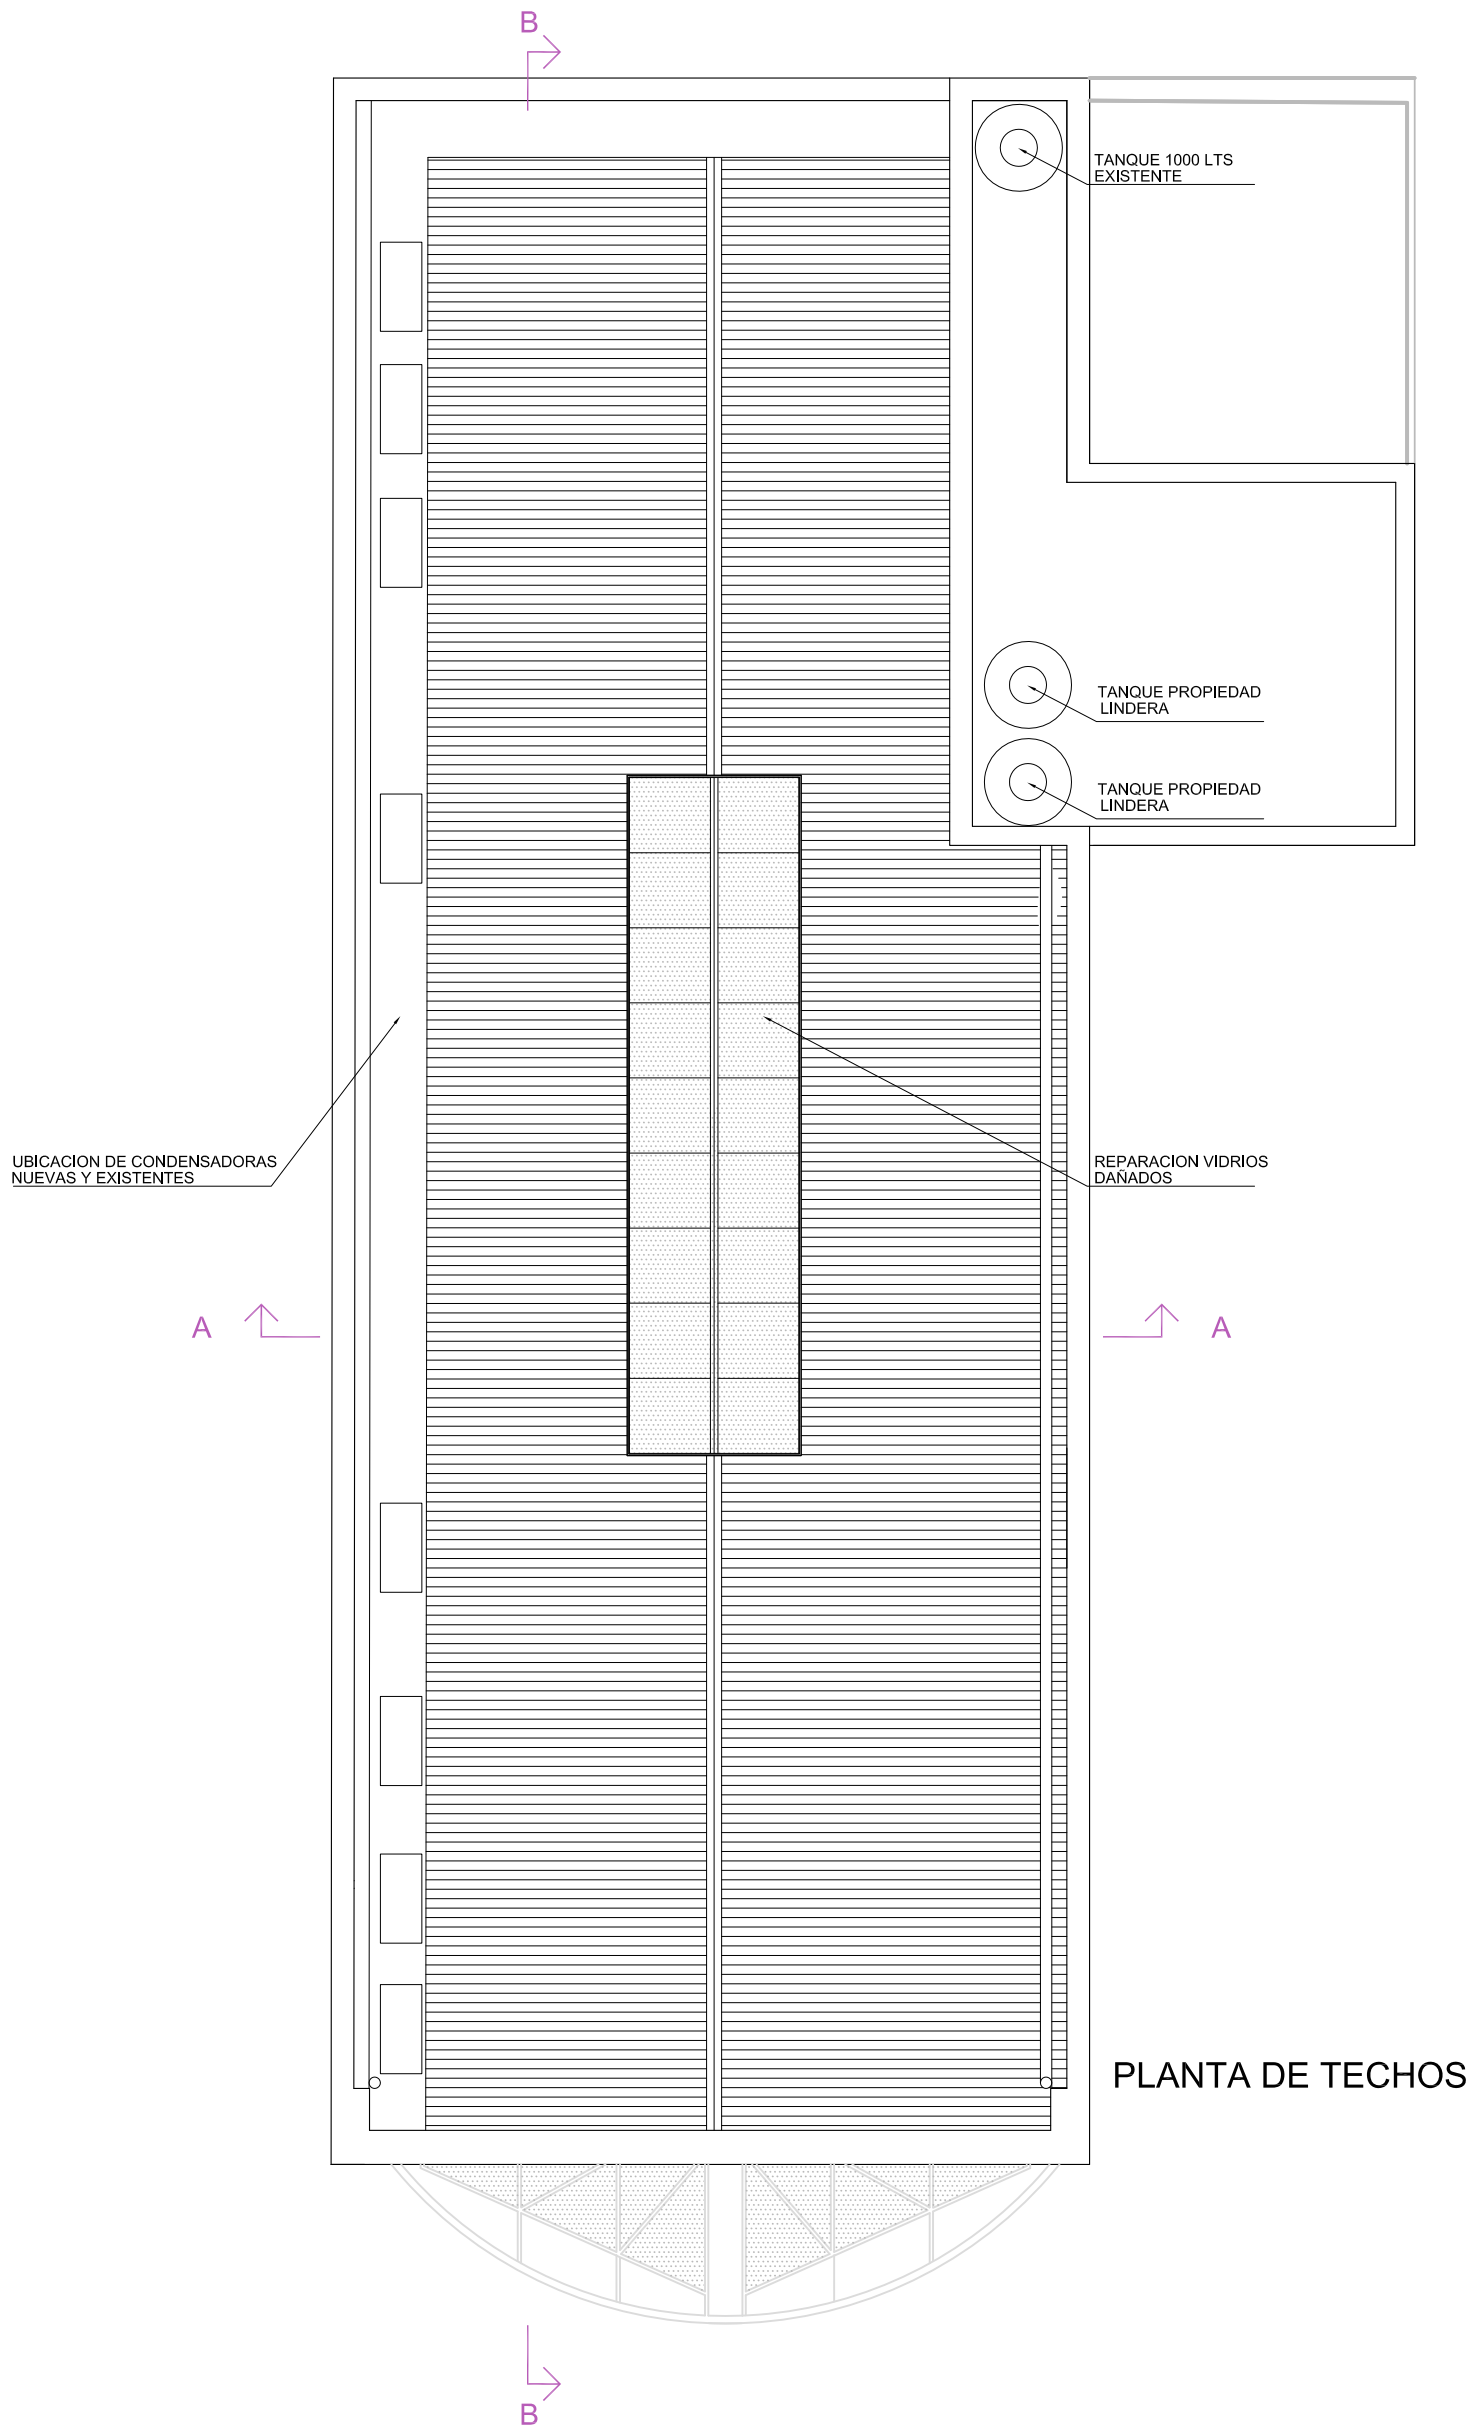 B
TANQUE 1000 LTS
EXISTENTE
TANQUE PROPIEDAD
LINDERA
TANQUE PROPIEDAD
LINDERA
UBICACION DE CONDENSADORAS
NUEVAS Y EXISTENTES
REPARACION VIDRIOS
DAÑADOS
A
A
PLANTA DE TECHOS
B